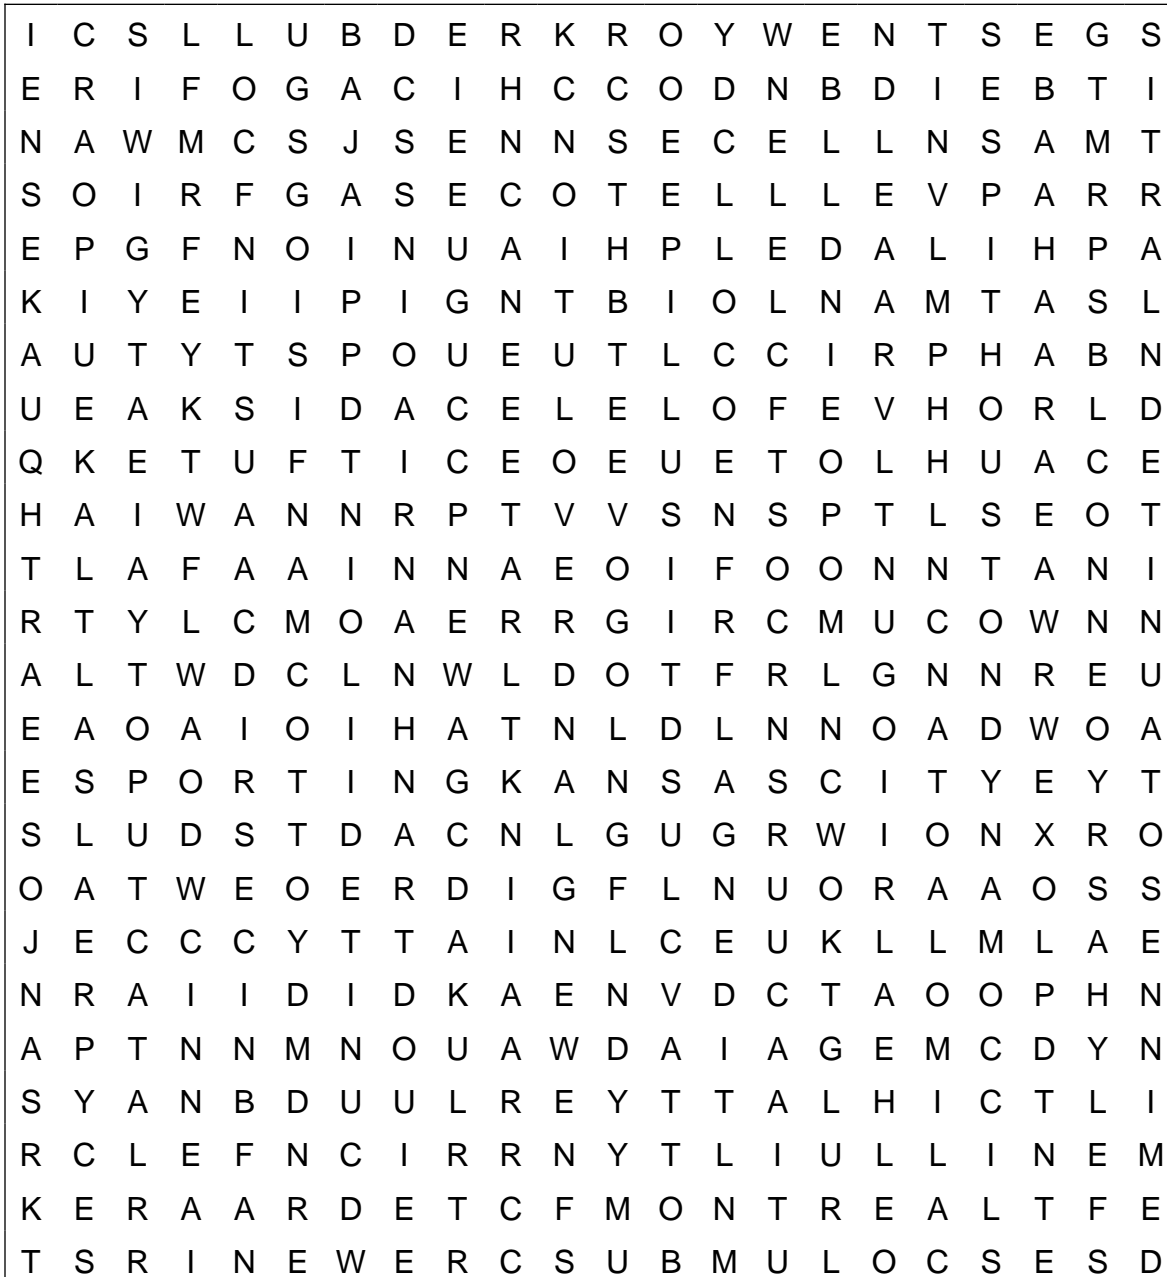 I C S L L U B D E R K R O Y W E N T S E G S
E R I F O G A C I H C C O D N B D I E B T I
N A W M C S J S E N N S E C E L L N S A M T
S O I R F G A S E C O T E L L L E V P A R R
E P G F N O I N U A I H P L E D A L I H P A
K I Y E I I P I G N T B I O L N A M T A S L
A U T Y T S P O U E U T L C C I R P H A B N
U E A K S I D A C E L E L O F E V H O R L D
Q K E T U F T I C E O E U E T O L H U A C E
H A I W A N N R P T V V S N S P T L S E O T
T L A F A A I N N A E O I F O O N N T A N I
R T Y L C M O A E R R G I R C M U C O W N N
A L T W D C L N W L D O T F R L G N N R E U
E A O A I O I H A T N L D L N N O A D W O A
E S P O R T I N G K A N S A S C I T Y E Y T
S L U D S T D A C N L G U G R W I O N X R O
O A T W E O E R D I G F L N U O R A A O S S
J E C C C Y T T A I N L C E U K L L M L A E
N R A I I D I D K A E N V D C T A O O P H N
A P T N N M N O U A W D A I A G E M C D Y N
S Y A N B D U U L R E Y T T A L H I C T L I
R C L E F N C I R R N Y T L I U L L I N E M
K E R A A R D E T C F M O N T R E A L T F E
T S R I N E W E R C S U B M U L O C S E S D